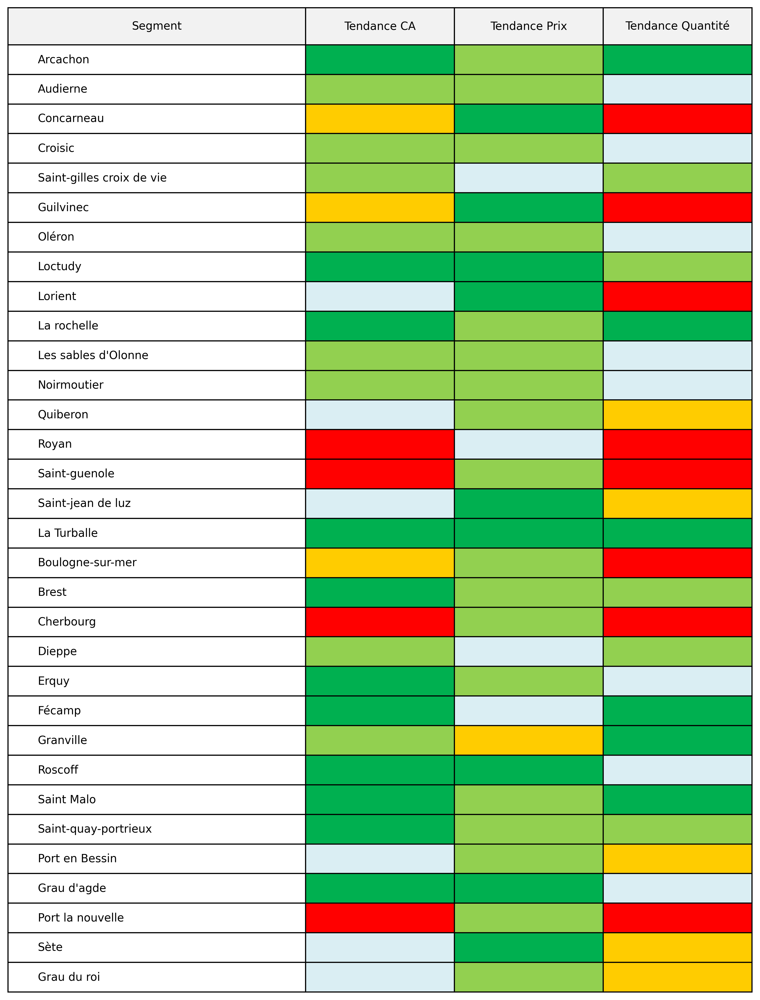 Segment Tendance CA Tendance Prix Tendance Quantité
Arcachon
Audierne
Concarneau
Croisic
Saint-gilles croix de vie
Guilvinec
Oléron
Loctudy
Lorient
La rochelle
Les sables d'Olonne
Noirmoutier
Quiberon
Royan
Saint-guenole
Saint-jean de luz
La Turballe
Boulogne-sur-mer
Brest
Cherbourg
Dieppe
Erquy
Fécamp
Granville
Roscoff
Saint Malo
Saint-quay-portrieux
Port en Bessin
Grau d'agde
Port la nouvelle
Sète
Grau du roi